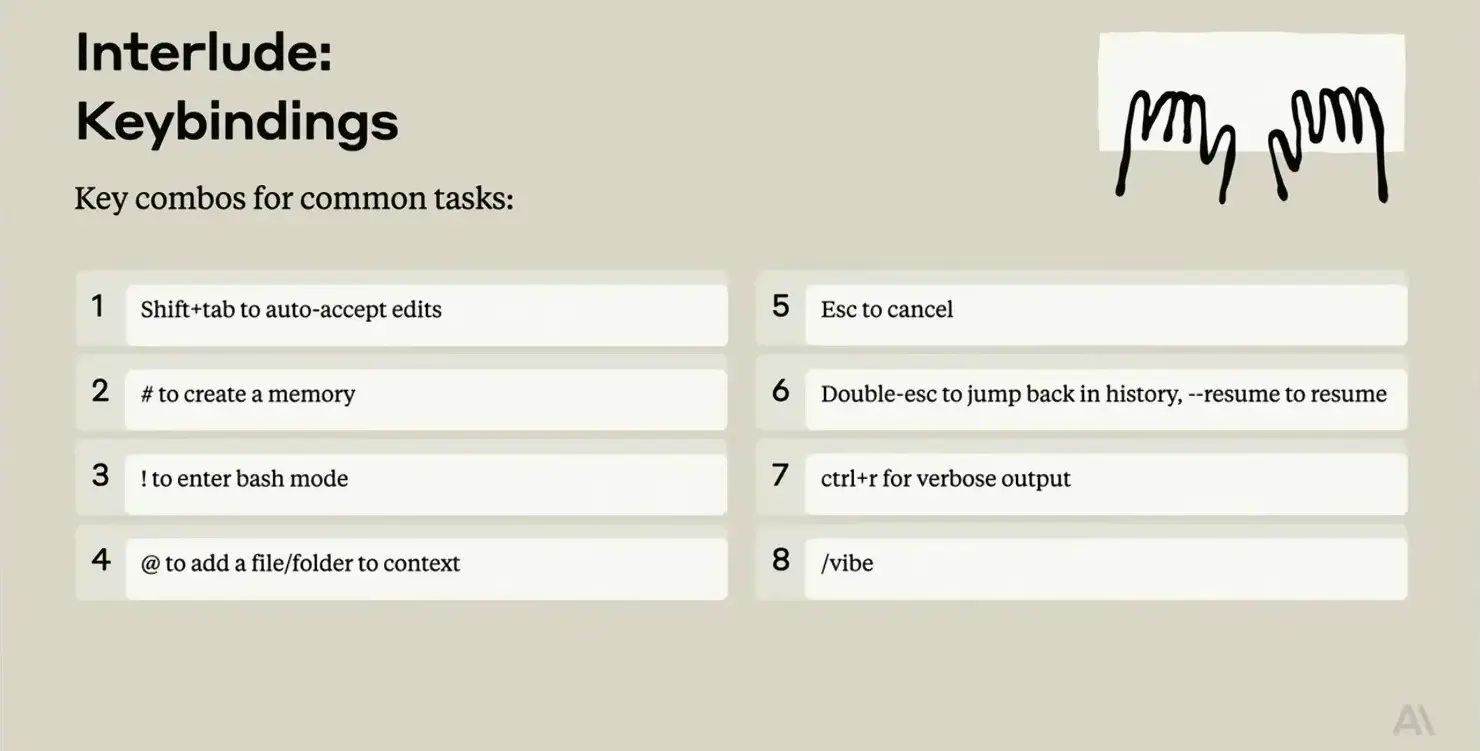 Interlude:
Keybindings
Key combos for common tasks:
1 Shift+tab to auto-accept edits
2 # to create a memory
3 ! to enter bash mode
4 @ to add a file/folder to context
5 Esc to cancel
6 Double-esc to jump back in history, --resume to resume
7 ctrl+r for verbose output
8 /vibe
A\